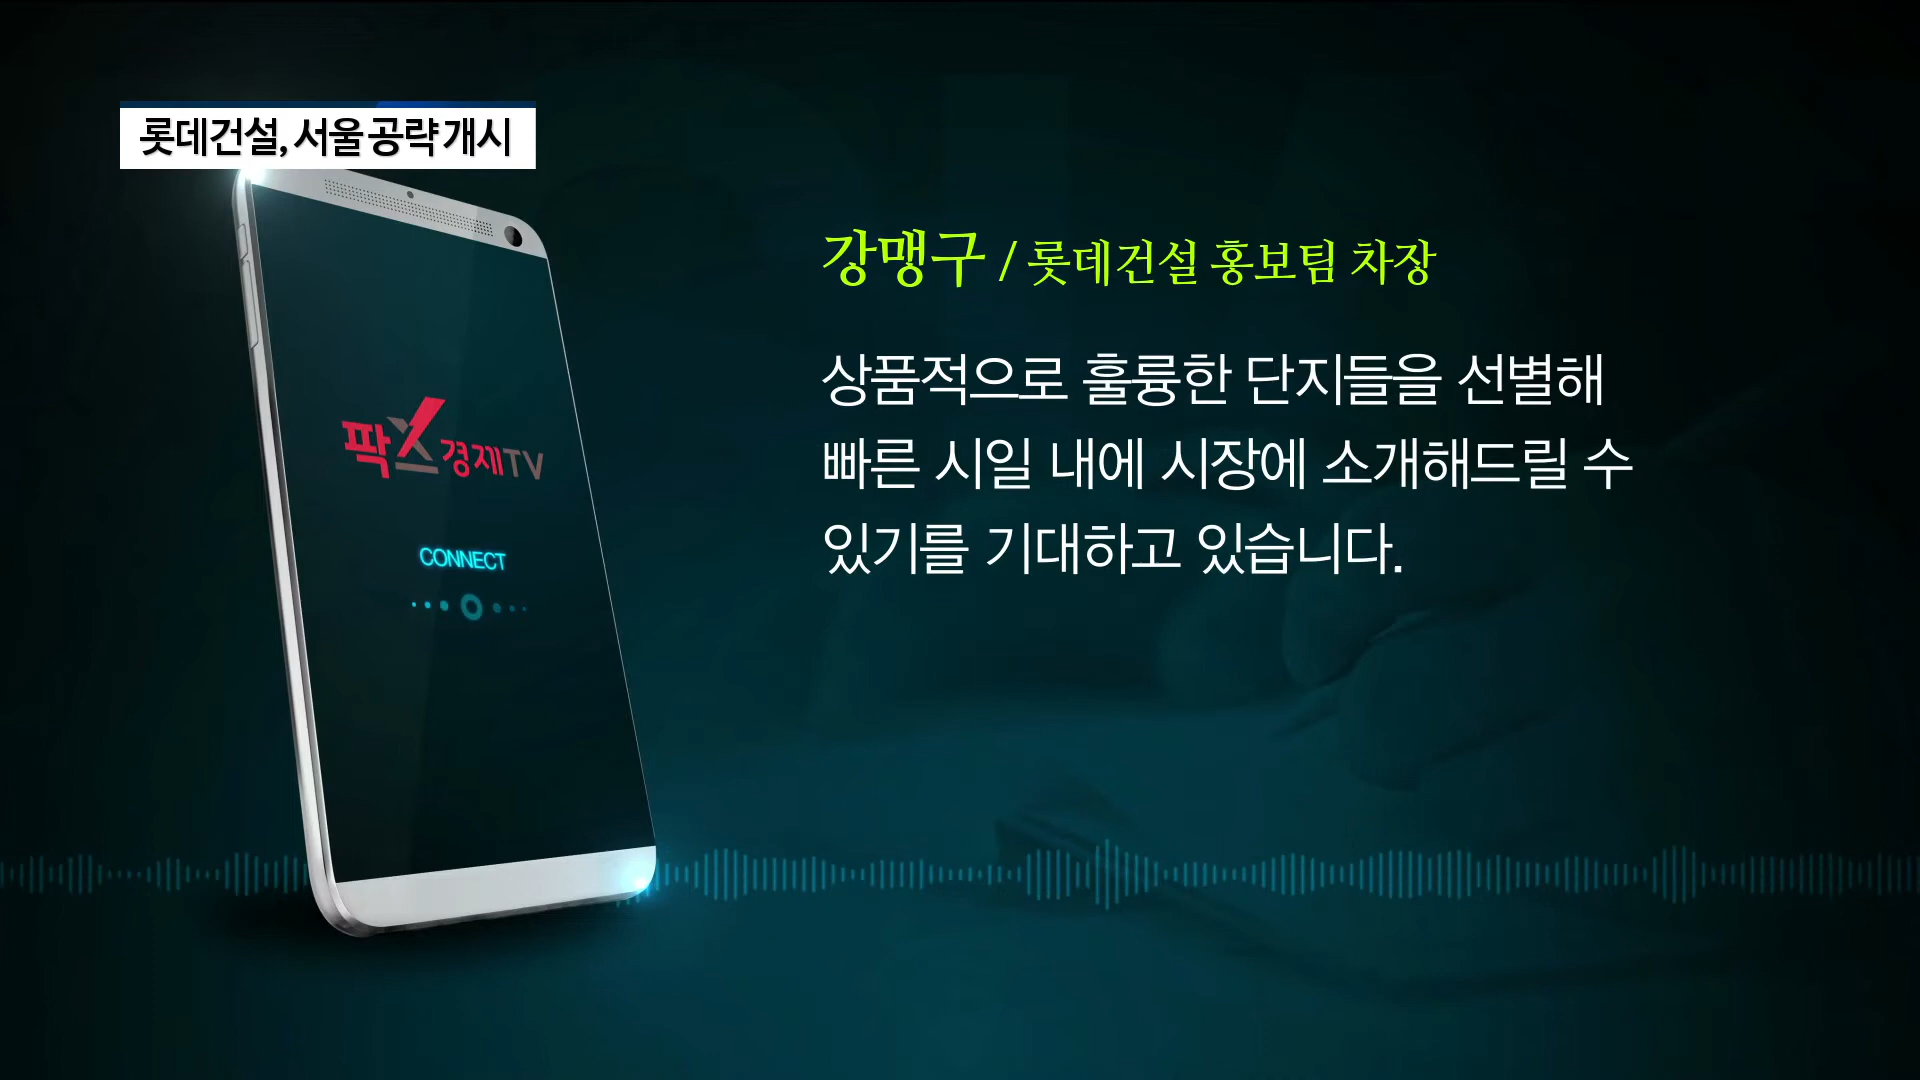 롯데건설, 서울 공략 개시
강맹구 / 롯데건설 홍보팀 차장
상품적으로 훌륭한 단지들을 선별해
빠른 시일 내에 시장에 소개해드릴 수
있기를 기대하고 있습니다.
팍스경제TV
CONNECT